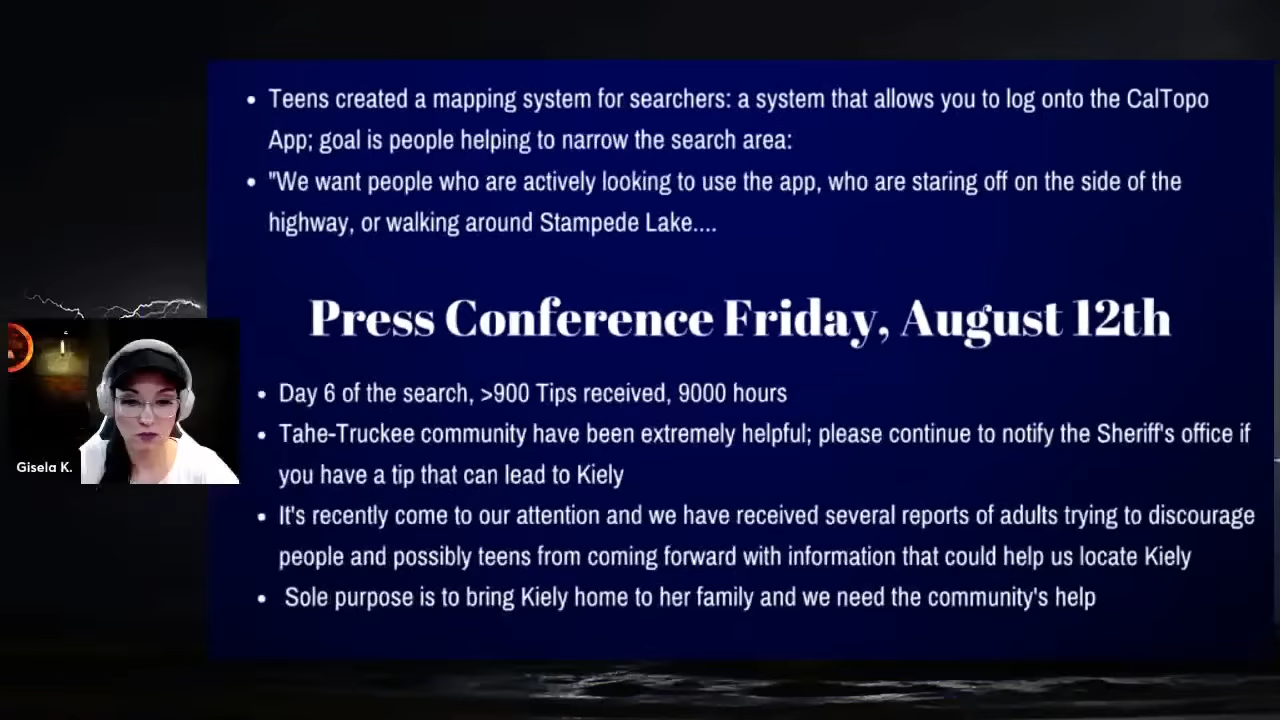 • Teens created a mapping system for searchers: a system that allows you to log onto the CalTopo
App; goal is people helping to narrow the search area:
• "We want people who are actively looking to use the app, who are staring off on the side of the
highway, or walking around Stampede Lake....
Press Conference Friday, August 12th
• Day 6 of the search, >900 Tips received, 9000 hours
• Tahe-Truckee community have been extremely helpful; please continue to notify the Sheriff's office if
you have a tip that can lead to Kiely
• It's recently come to our attention and we have received several reports of adults trying to discourage
people and possibly teens from coming forward with information that could help us locate Kiely
• Sole purpose is to bring Kiely home to her family and we need the community's help
Gisela K.